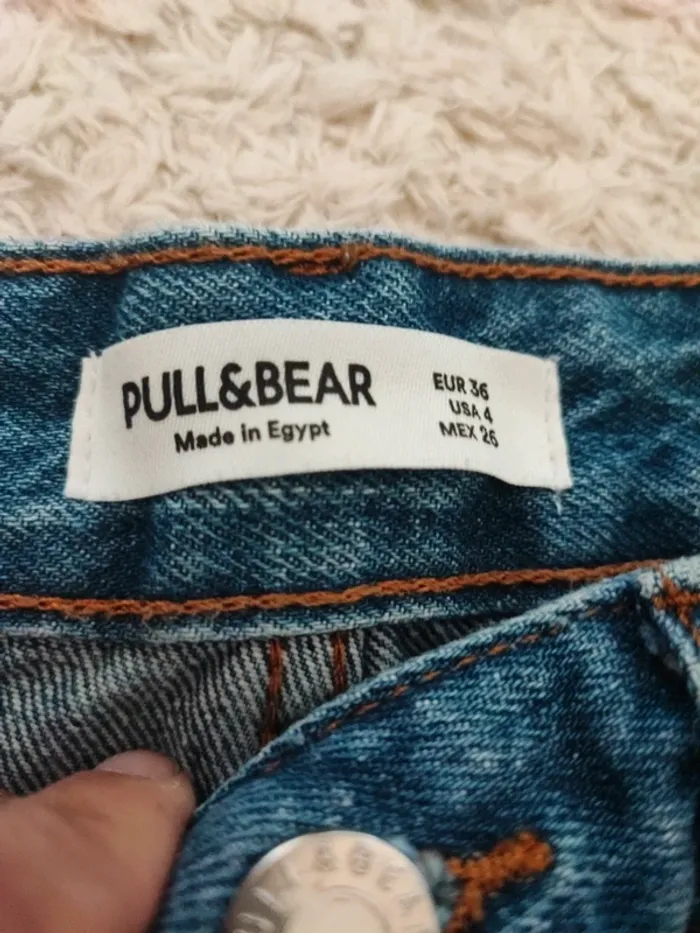 PULL&BEAR
Made in Egypt
EUR 36
USA 4
MEX 26